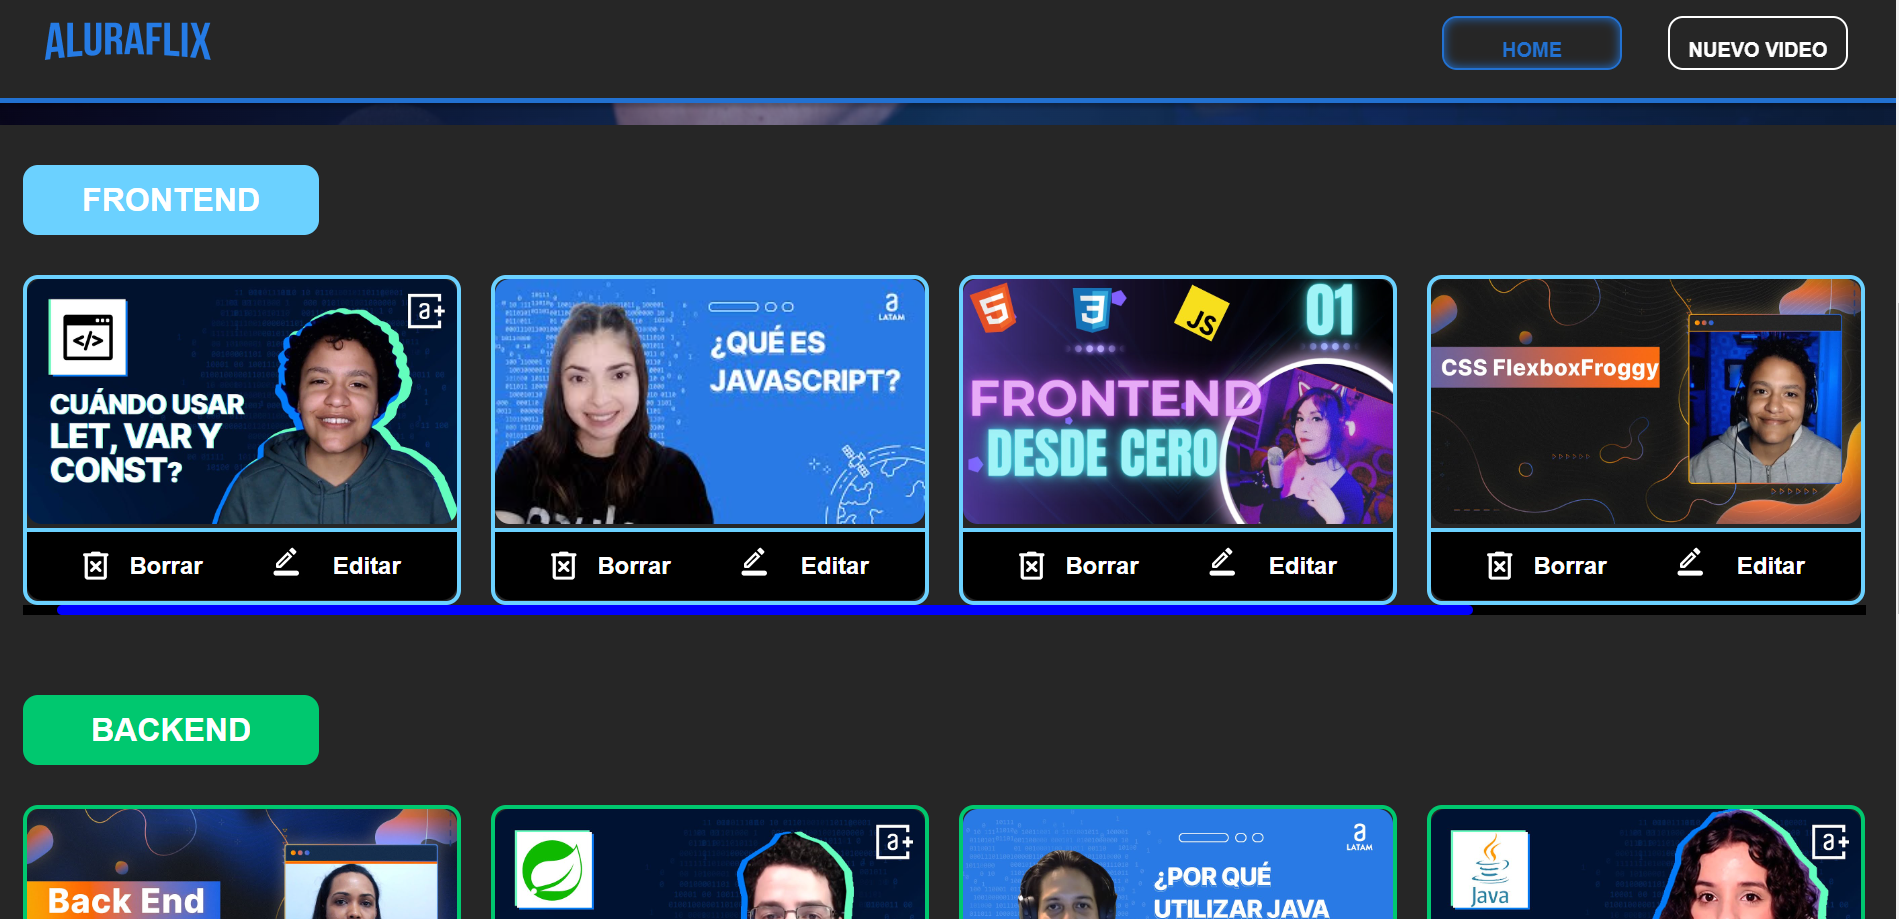 ALURAFLIX
HOME
NUEVO VIDEO
FRONTEND
</>
a+
CUÁNDO USAR
LET, VAR Y
CONST?
Borrar
Editar
a
LATAM
¿QUÉ ES
JAVASCRIPT?
Borrar
Editar
5
3
JS
01
FRONTEND
DESDE CERO
Borrar
Editar
CSS FlexboxFroggy
Borrar
Editar
BACKEND
Back End
a+
a
LATAM
¿POR QUÉ
UTILIZAR JAVA
Java
a+